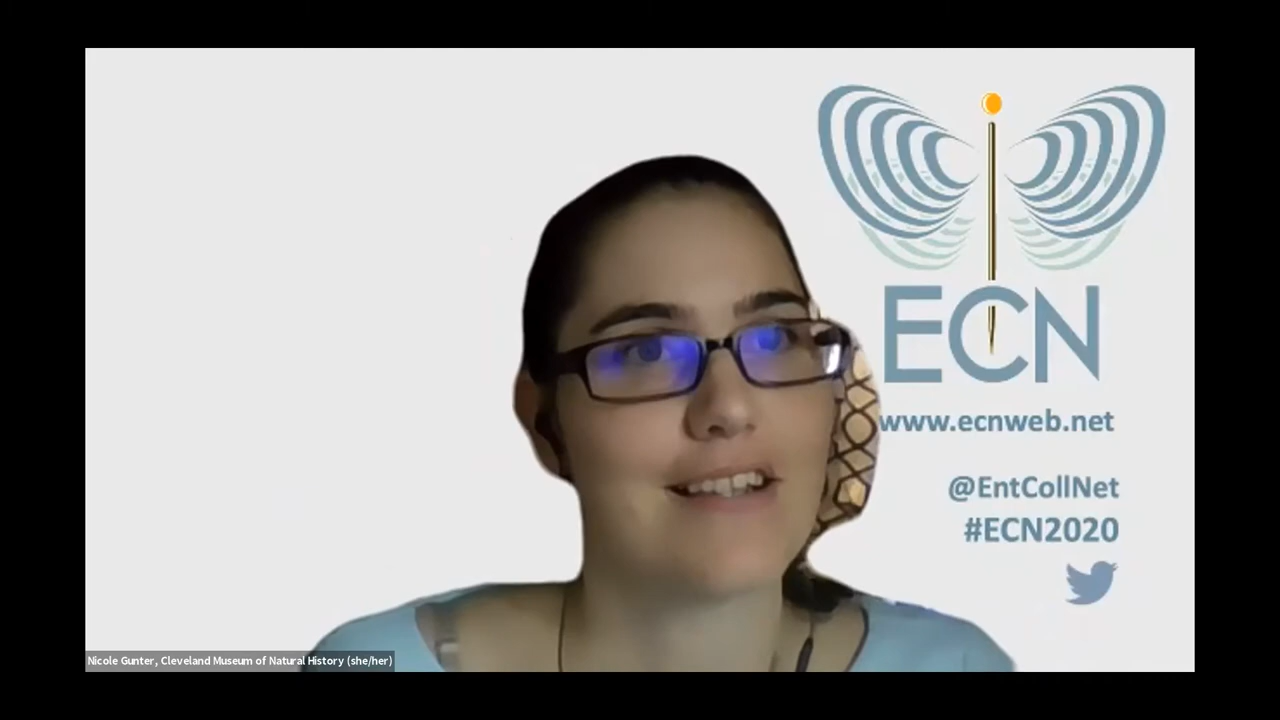 ECN
www.ecnweb.net
@EntCollNet
#ECN2020
Nicole Gunter, Cleveland Museum of Natural History (she/her)